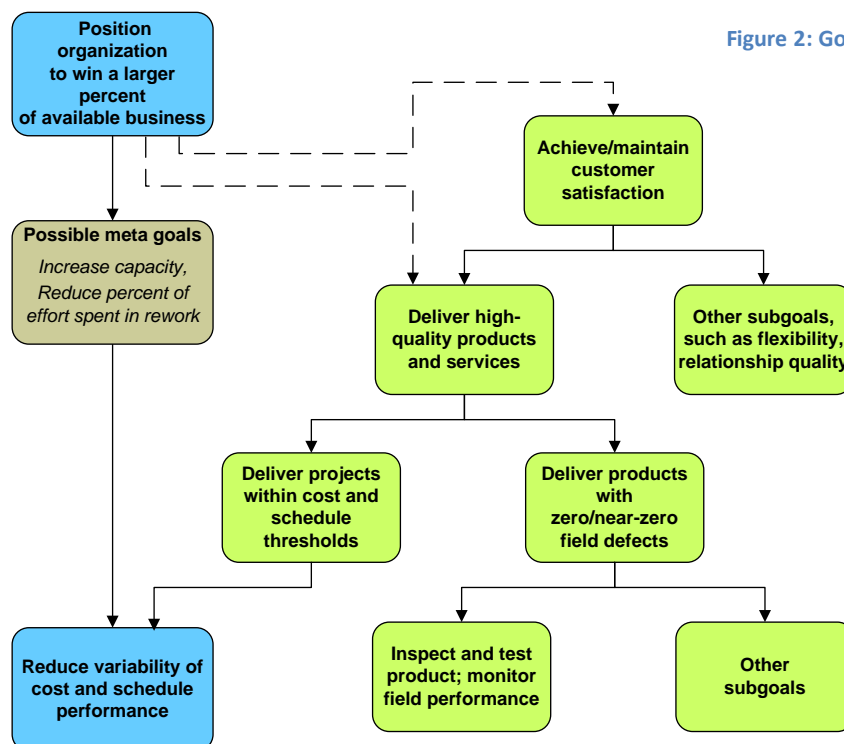 Position
organization
to win a larger
percent
of available business
Figure 2: Go
Achieve/maintain
customer
satisfaction
Possible meta goals
Increase capacity,
Reduce percent of
effort spent in rework
Deliver high-
quality products
and services
Other subgoals,
such as flexibility,
relationship quality
Deliver projects
within cost and
schedule
thresholds
Deliver products
with
zero/near-zero
field defects
Reduce variability of
cost and schedule
performance
Inspect and test
product; monitor
field performance
Other
subgoals